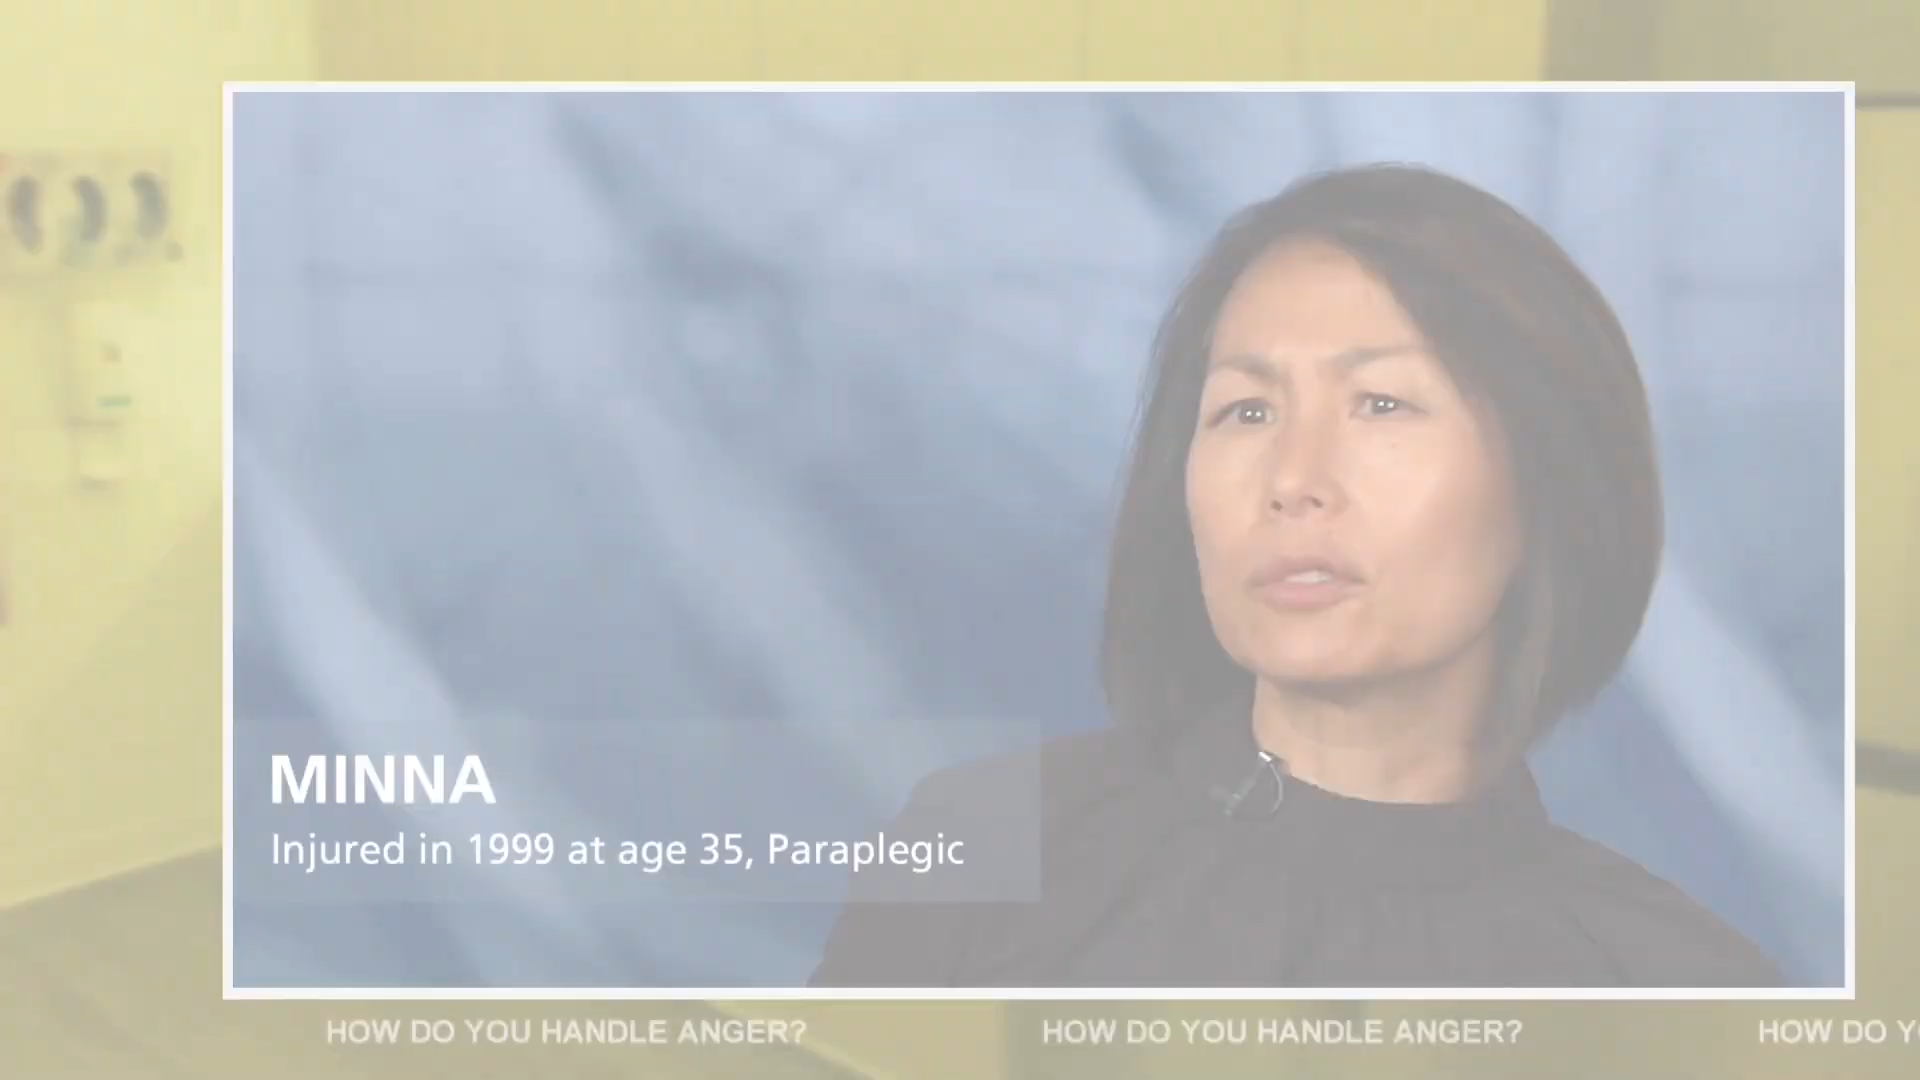 MINNA
Injured in 1999 at age 35, Paraplegic
HOW DO YOU HANDLE ANGER? HOW DO YOU HANDLE ANGER? HOW DO